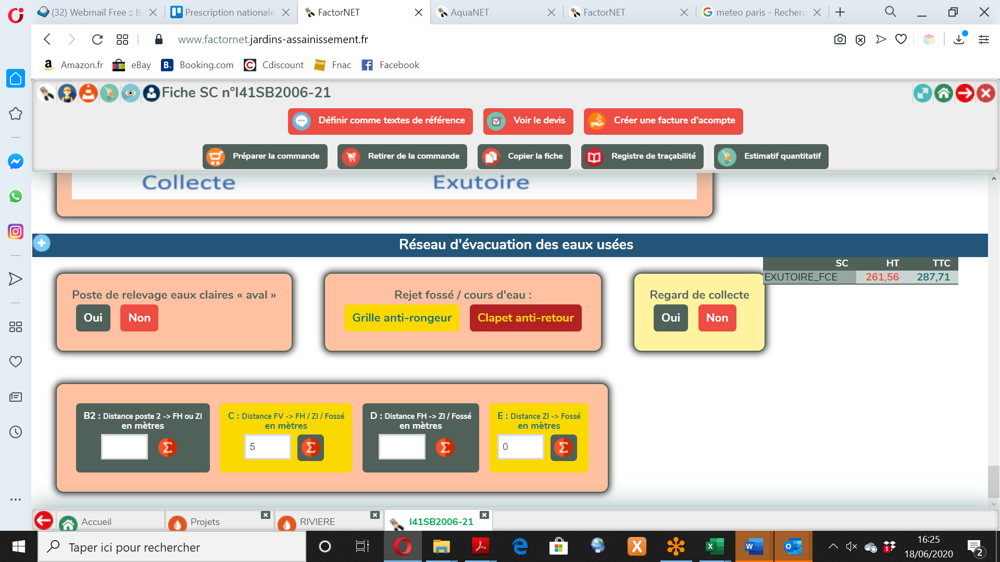 (32) Webmail Free :: B
Prescription nationale
FactorNET
AquaNET
FactorNET
meteo paris - Recherc
www.factornet.jardins-assainissement.fr
Amazon.fr
eBay
Booking.com
Cdiscount
Fnac
Facebook
Fiche SC n°I41SB2006-21
Définir comme textes de référence
Voir le devis
Créer une facture d'acompte
Préparer la commande
Retirer de la commande
Copier la fiche
Registre de traçabilité
Estimatif quantitatif
Collecte
Exutoire
Réseau d'évacuation des eaux usées
SC HT TTC
EXUTOIRE_FCE 261,56 287,71
Poste de relevage eaux claires « aval »
Oui Non
Rejet fossé / cours d'eau :
Grille anti-rongeur Clapet anti-retour
Regard de collecte
Oui Non
B2 : Distance poste 2 -> FH ou ZI
en mètres
C : Distance FV -> FH / ZI / Fossé
en mètres
5
D : Distance FH -> ZI / Fossé
en mètres
E : Distance ZI -> Fossé
en mètres
0
Accueil
Projets
RIVIERE
I41SB2006-21
Taper ici pour rechercher
16:25
18/06/2020
2